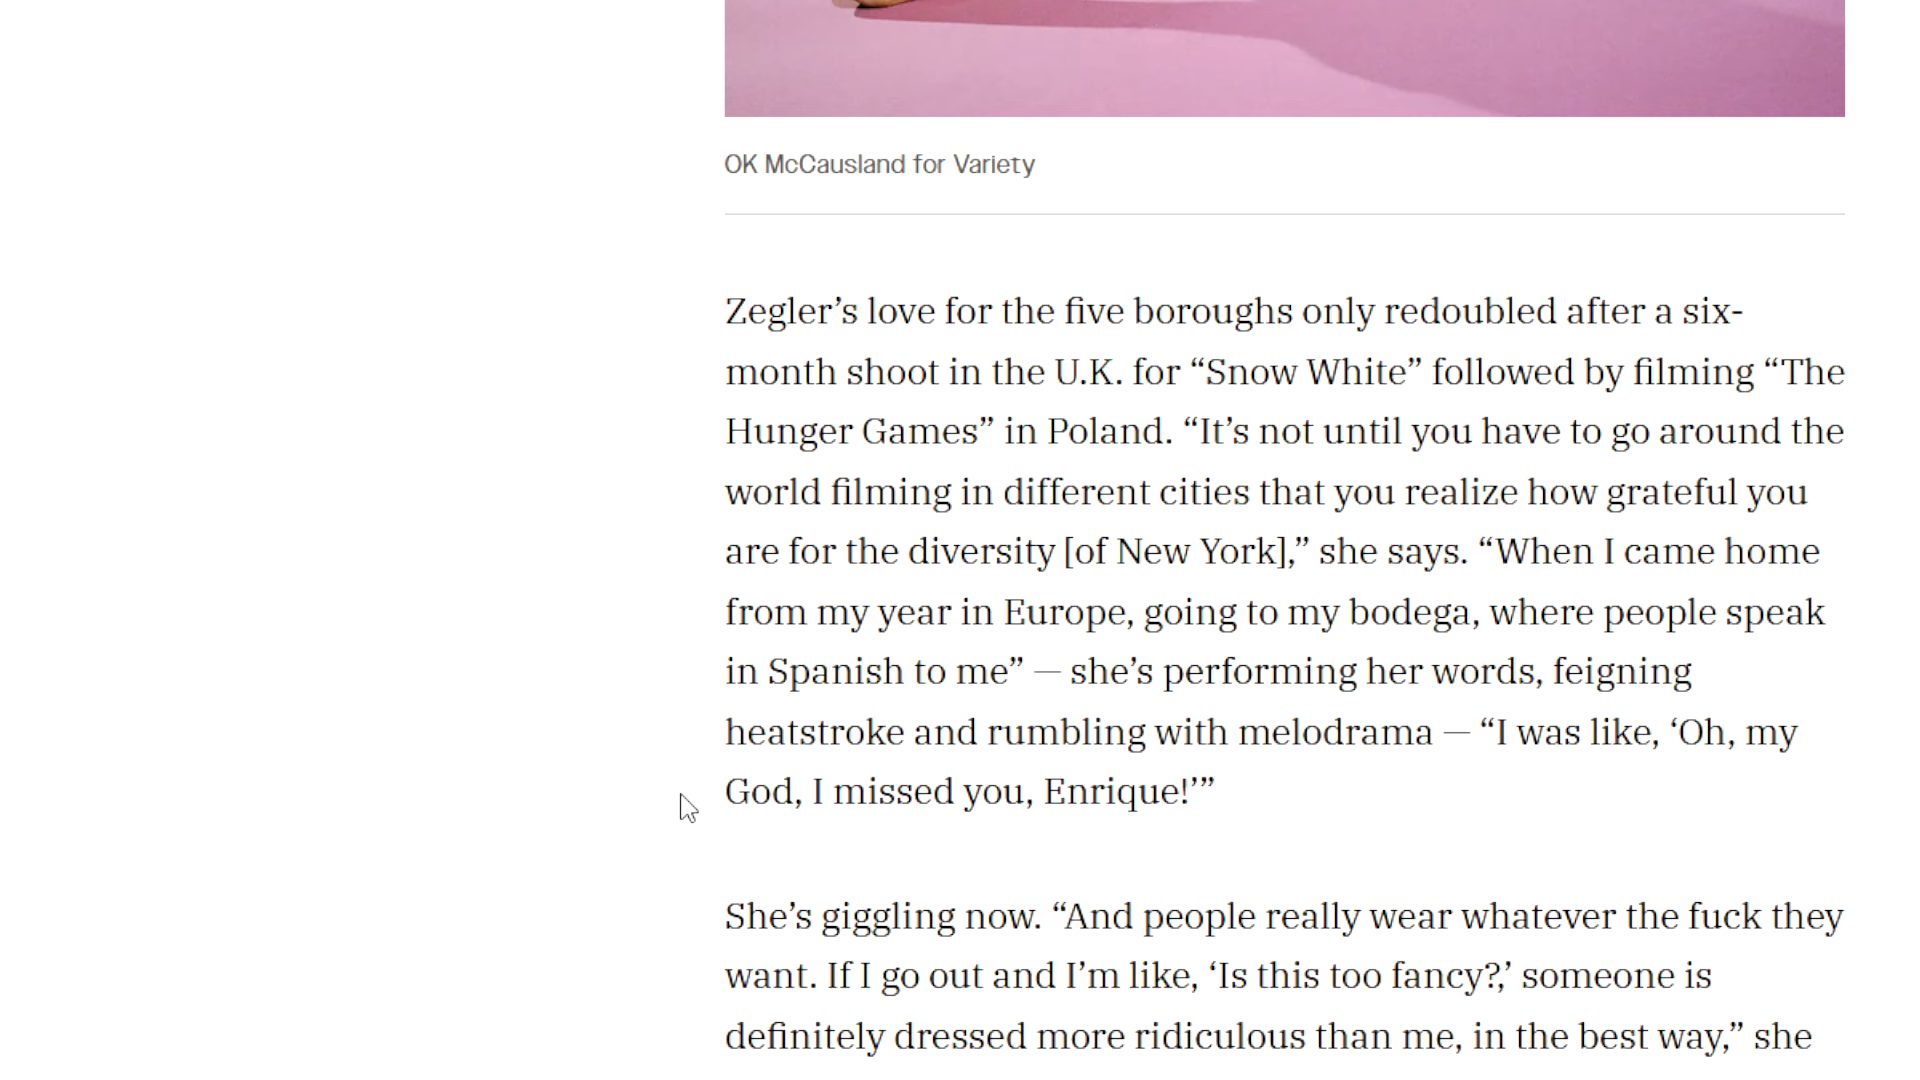 OK McCausland for Variety
Zegler’s love for the five boroughs only redoubled after a six-
month shoot in the U.K. for “Snow White” followed by filming “The
Hunger Games” in Poland. “It’s not until you have to go around the
world filming in different cities that you realize how grateful you
are for the diversity [of New York],” she says. “When I came home
from my year in Europe, going to my bodega, where people speak
in Spanish to me” — she’s performing her words, feigning
heatstroke and rumbling with melodrama — “I was like, ‘Oh, my
God, I missed you, Enrique!’”
She’s giggling now. “And people really wear whatever the fuck they
want. If I go out and I’m like, ‘Is this too fancy?,’ someone is
definitely dressed more ridiculous than me, in the best way,” she